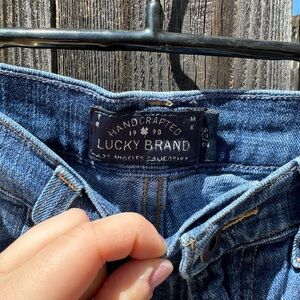 HANDCRAFTED
19 90
LUCKY BRAND
LOS ANGELES CALIFORNIA